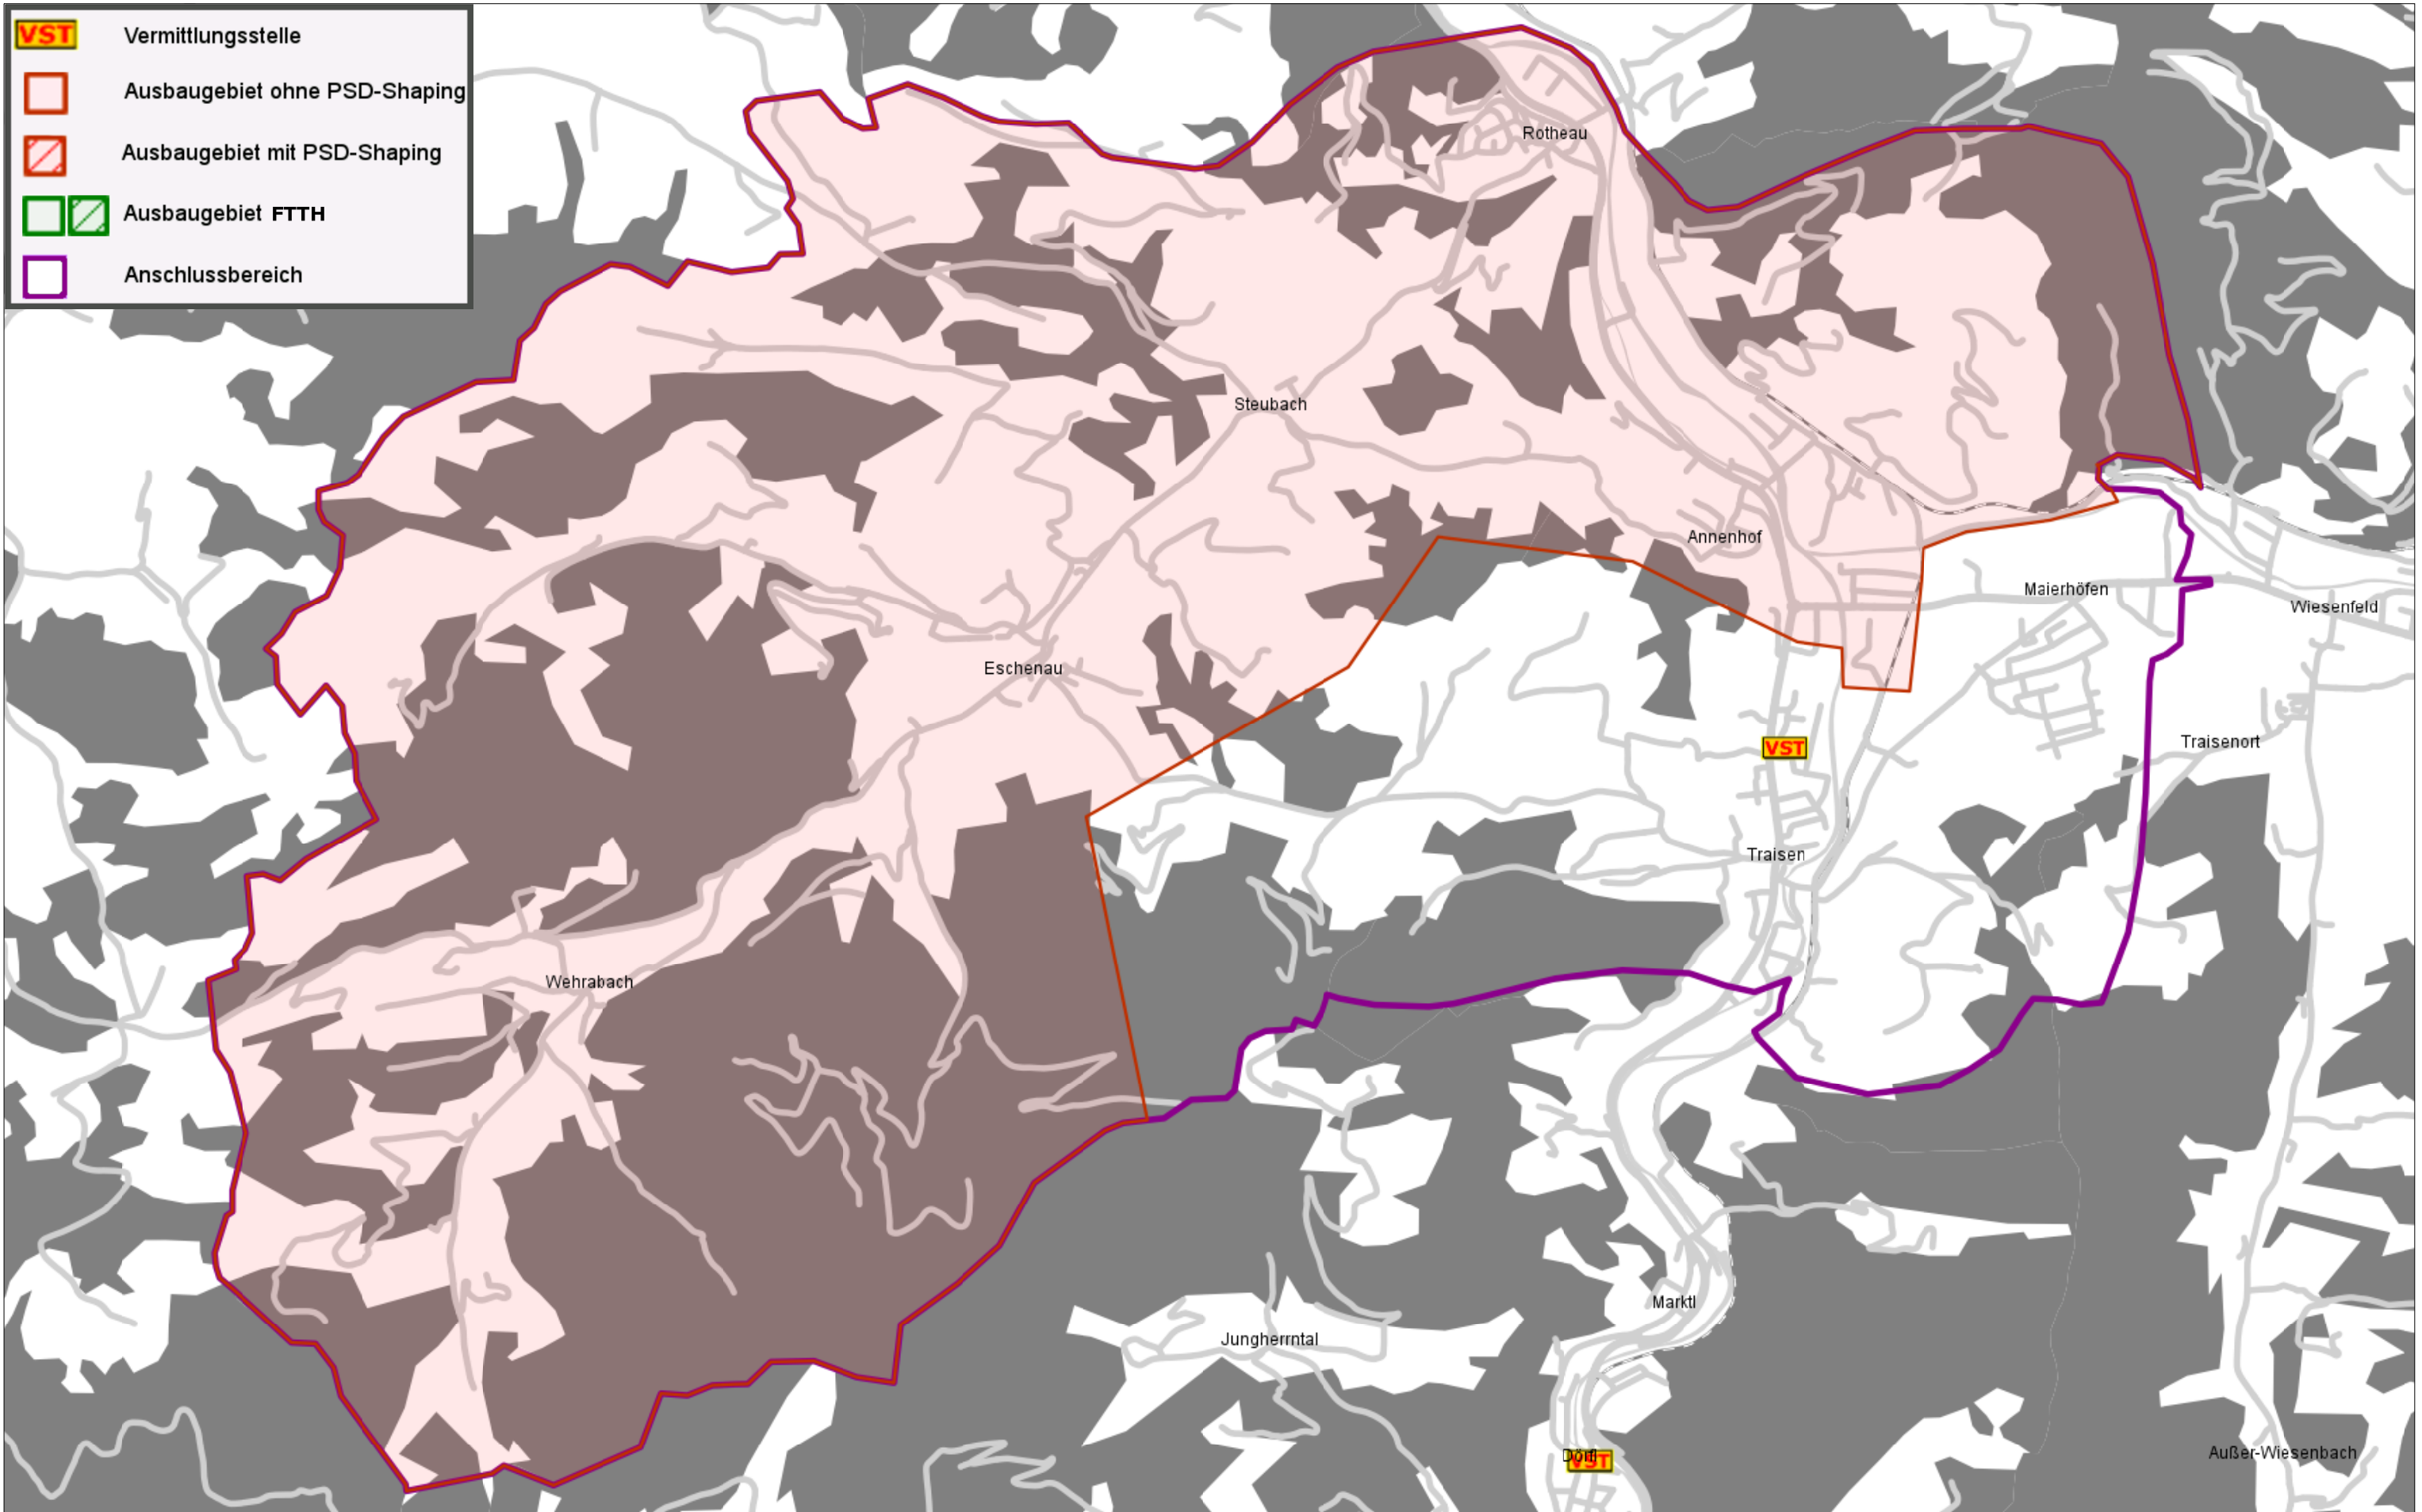 VST Vermittlungsstelle
Ausbaugebiet ohne PSD-Shaping
Ausbaugebiet mit PSD-Shaping
Ausbaugebiet FTTH
Anschlussbereich
Rotheau
Steubach
Annenhof
Maierhöfen
Wiesenfeld
Eschenau
Traisenort
VST
Traisen
Wehrabach
Marktl
Jungherrntal
Dörfl
VST
Außer-Wiesenbach